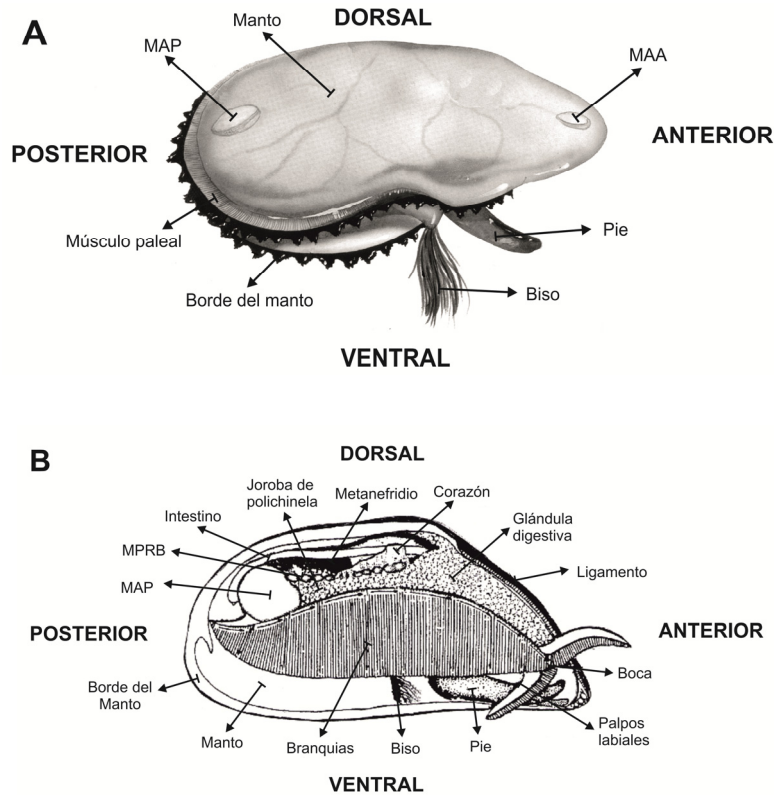 A
DORSAL
Manto
MAP
MAA
POSTERIOR
ANTERIOR
Músculo paleal
Pie
Borde del manto
Biso
VENTRAL
B
DORSAL
Joroba de
polichinela
Metanefridio
Corazón
Intestino
Glándula
digestiva
MPRB
Ligamento
MAP
POSTERIOR
ANTERIOR
Boca
Borde del
Manto
Manto
Branquias
Biso
Pie
Palpos
labiales
VENTRAL